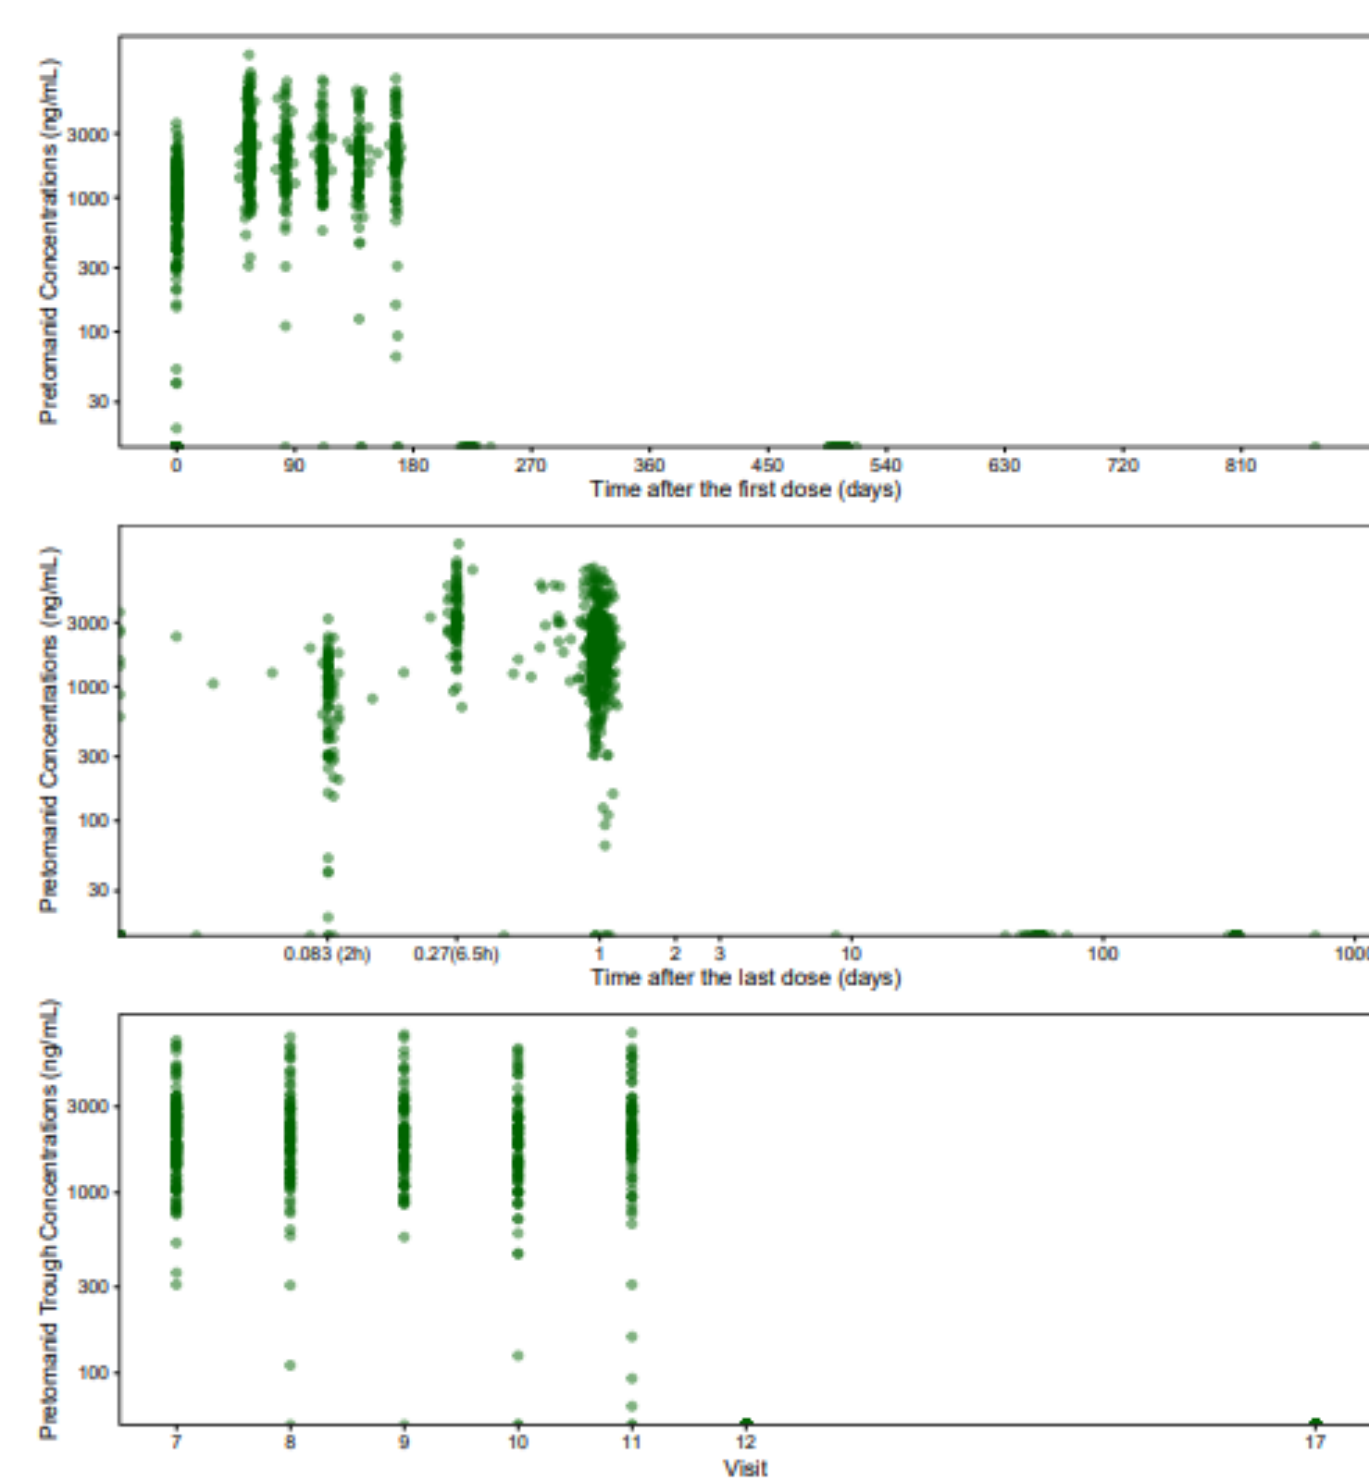 Pretomanid Concentrations (ng/mL)
3000
1000
300
100
30
0 90 180 270 360 450 540 630 720 810
Time after the first dose (days)
Pretomanid Concentrations (ng/mL)
3000
1000
300
100
30
0.083 (2h) 0.27(6.5h) 1 2 3 10 100 1000
Time after the last dose (days)
Pretomanid Trough Concentrations (ng/mL)
3000
1000
300
100
7 8 9 10 11 12 17
Visit